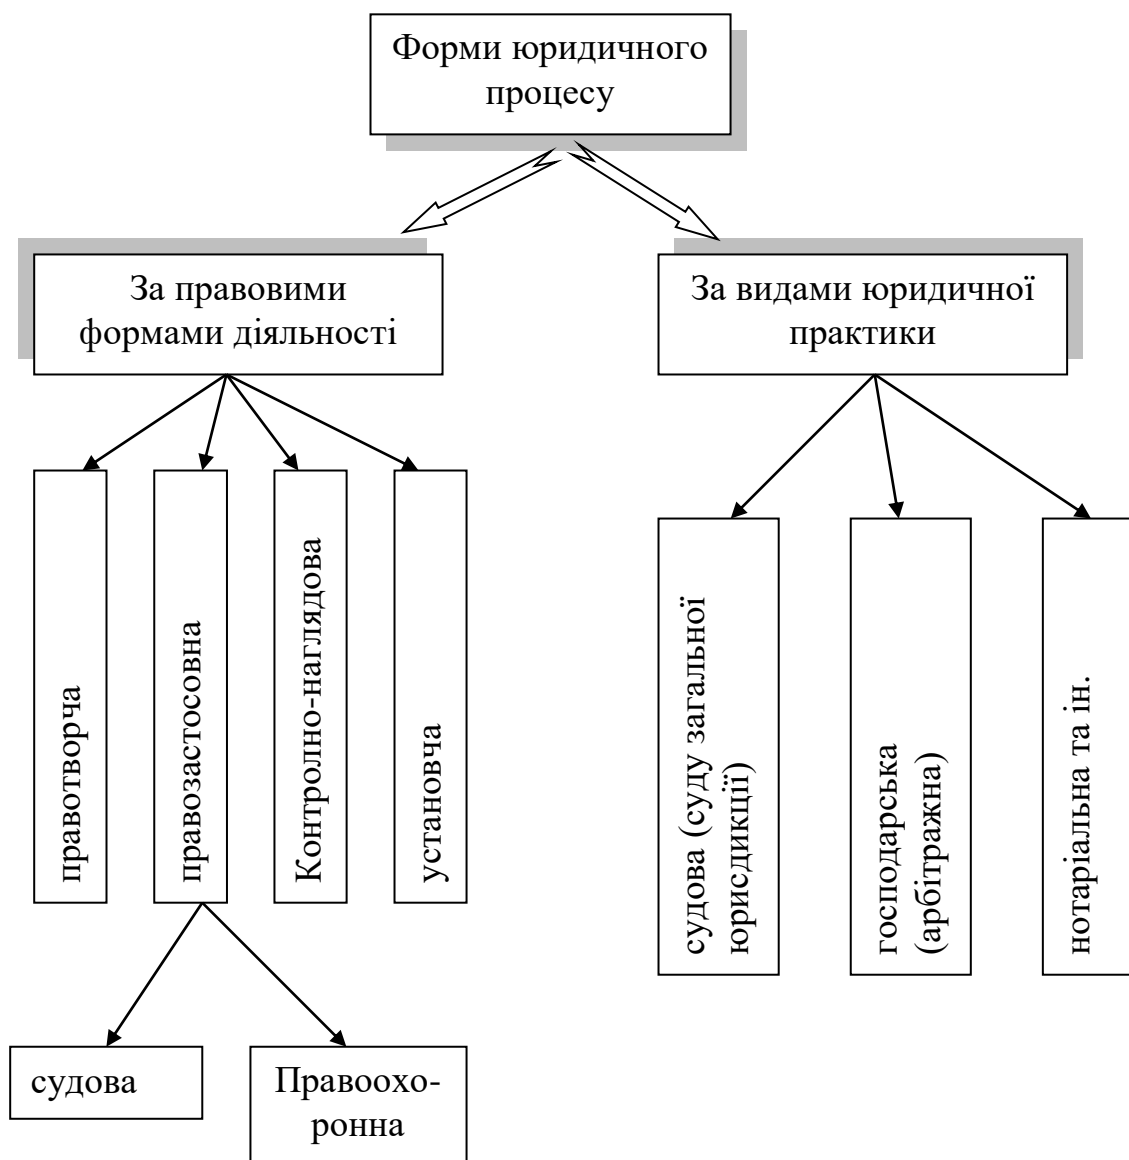 Форми юридичного
процесу
За правовими
формами діяльності
За видами юридичної
практики
правотворча
правозастосовна
Контролно-наглядова
установча
судова (суду загальної
юрисдикції)
господарська
(арбітражна)
нотаріальна та ін.
судова
Правоохо-
ронна